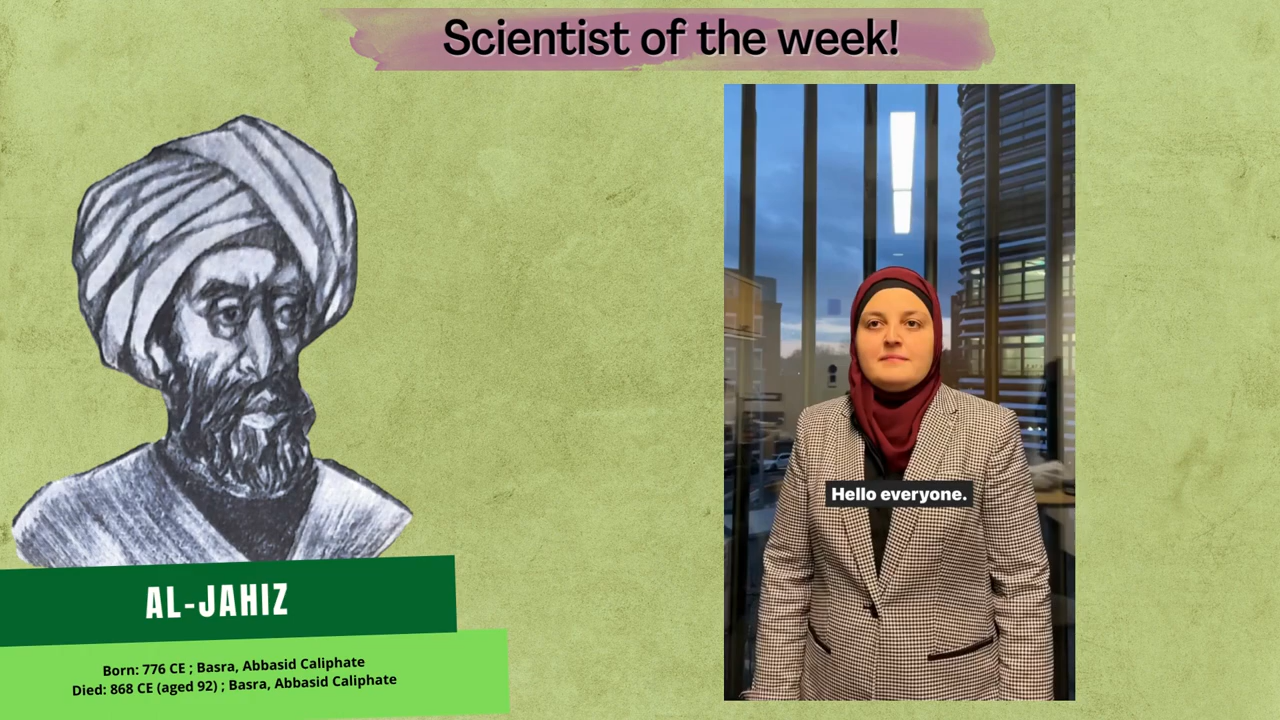 Scientist of the week!
Hello everyone.
AL-JAHIZ
Born: 776 CE ; Basra, Abbasid Caliphate
Died: 868 CE (aged 92) ; Basra, Abbasid Caliphate